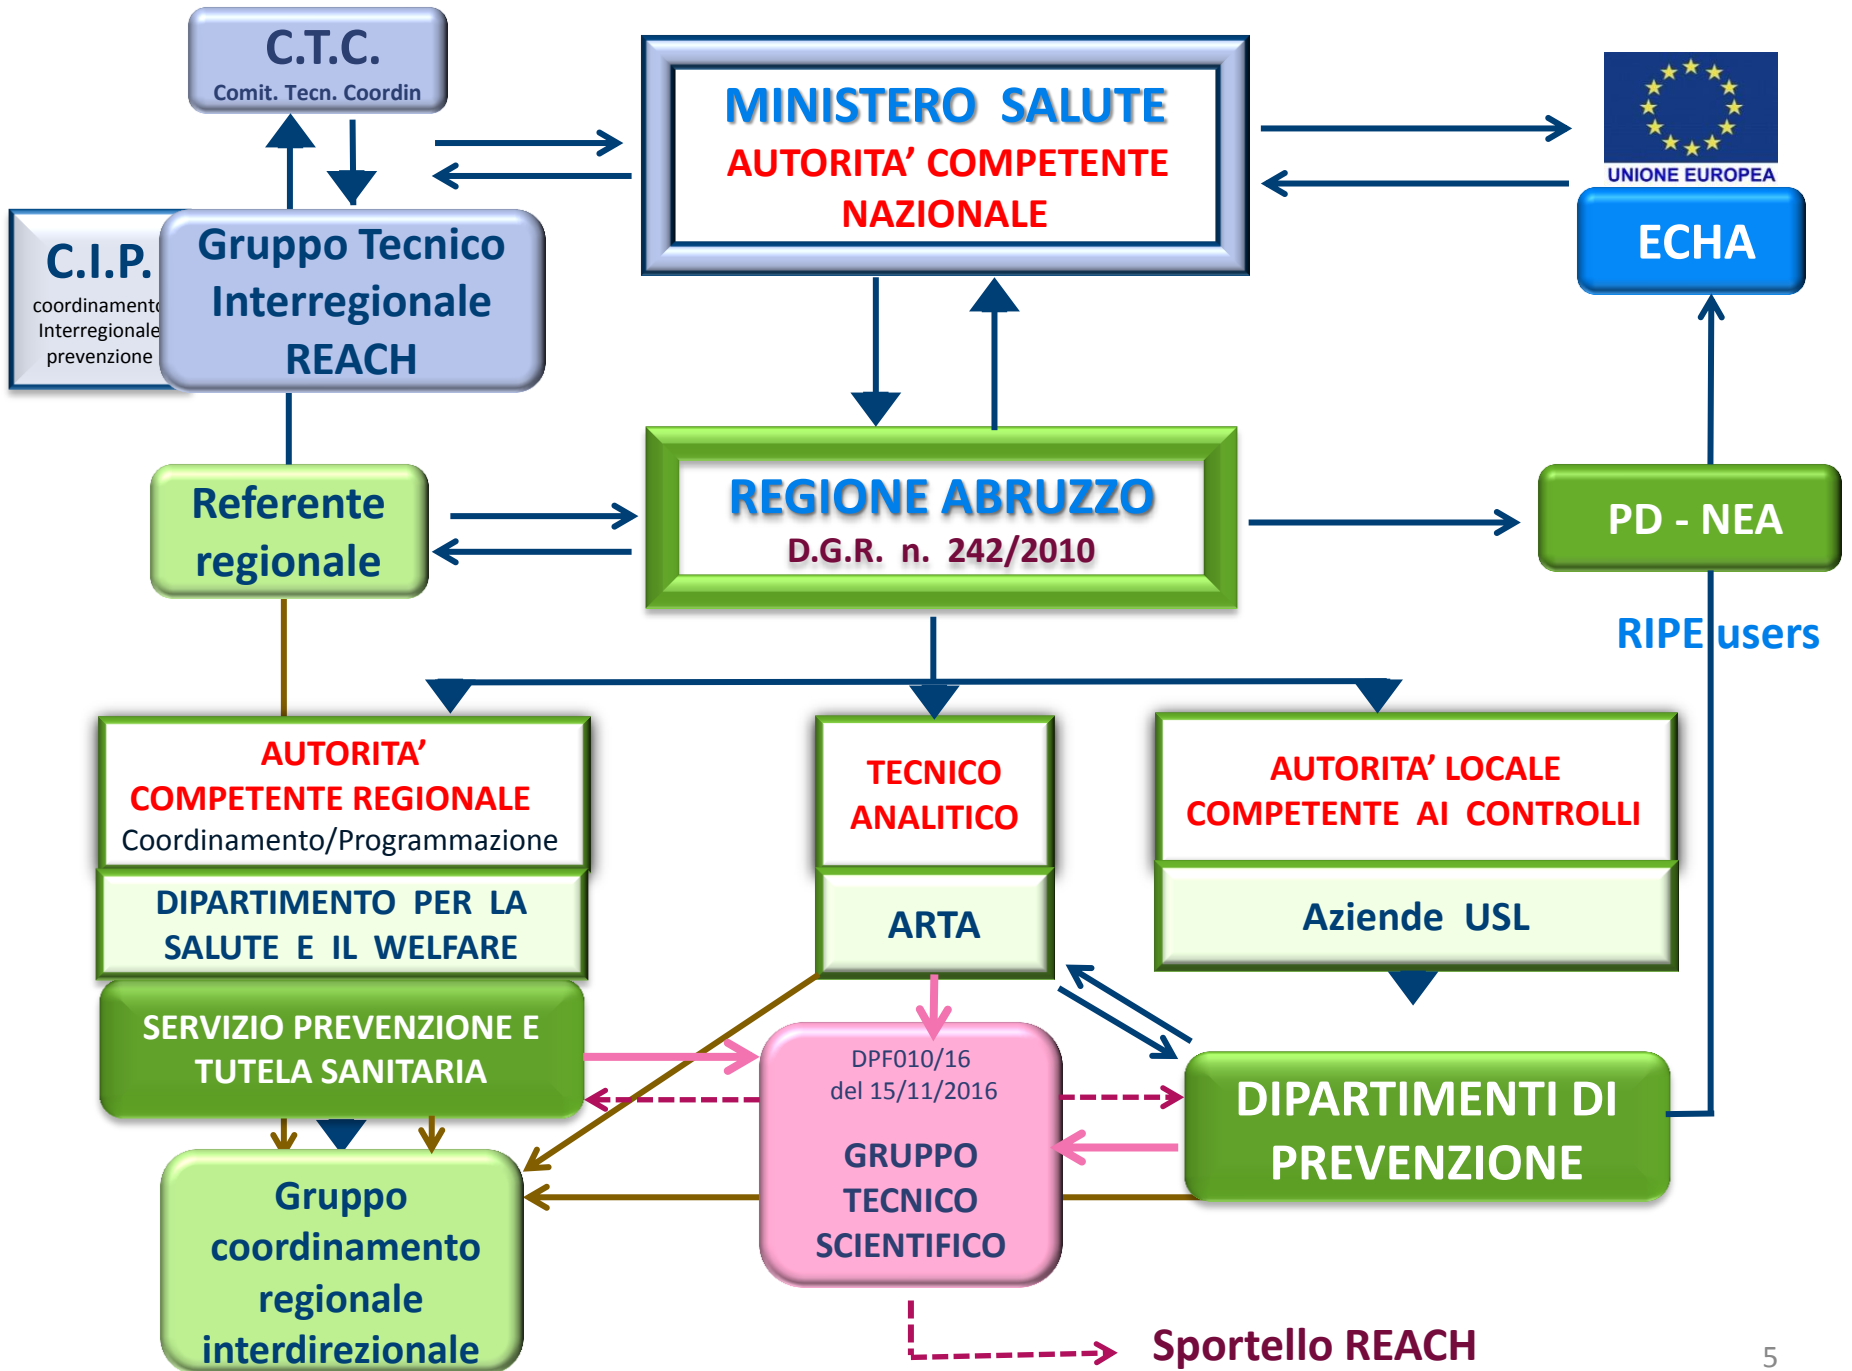 C.T.C.
Comit. Tecn. Coordin
MINISTERO SALUTE
AUTORITA’ COMPETENTE
NAZIONALE
UNIONE EUROPEA
ECHA
C.I.P.
coordinamento
Interregionale
prevenzione
Gruppo Tecnico
Interregionale
REACH
Referente
regionale
REGIONE ABRUZZO
D.G.R. n. 242/2010
PD - NEA
RIPE users
AUTORITA’
COMPETENTE REGIONALE
Coordinamento/Programmazione
DIPARTIMENTO PER LA
SALUTE E IL WELFARE
SERVIZIO PREVENZIONE E
TUTELA SANITARIA
TECNICO
ANALITICO
ARTA
AUTORITA’ LOCALE
COMPETENTE AI CONTROLLI
Aziende USL
DPF010/16
del 15/11/2016
GRUPPO
TECNICO
SCIENTIFICO
DIPARTIMENTI DI
PREVENZIONE
Gruppo
coordinamento
regionale
interdirezionale
Sportello REACH
5